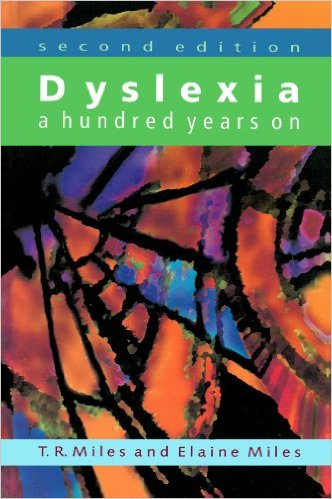 second edition
Dyslexia
a hundred years on
T.R. Miles and Elaine Miles